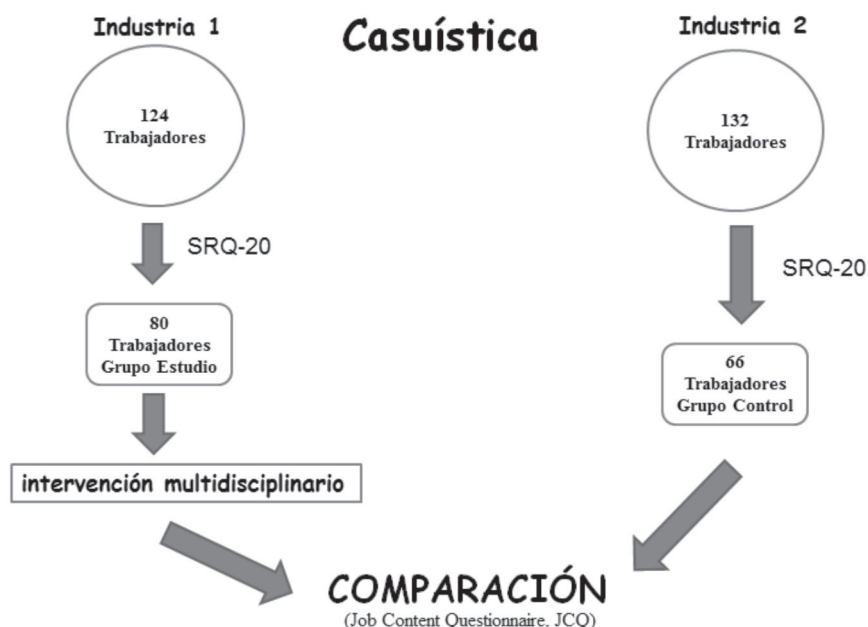 Casuística
Industria 1
124
Trabajadores
SRQ-20
80
Trabajadores
Grupo Estudio
intervención multidisciplinario
Industria 2
132
Trabajadores
SRQ-20
66
Trabajadores
Grupo Control
COMPARACIÓN
(Job Content Questionnaire, JCQ)